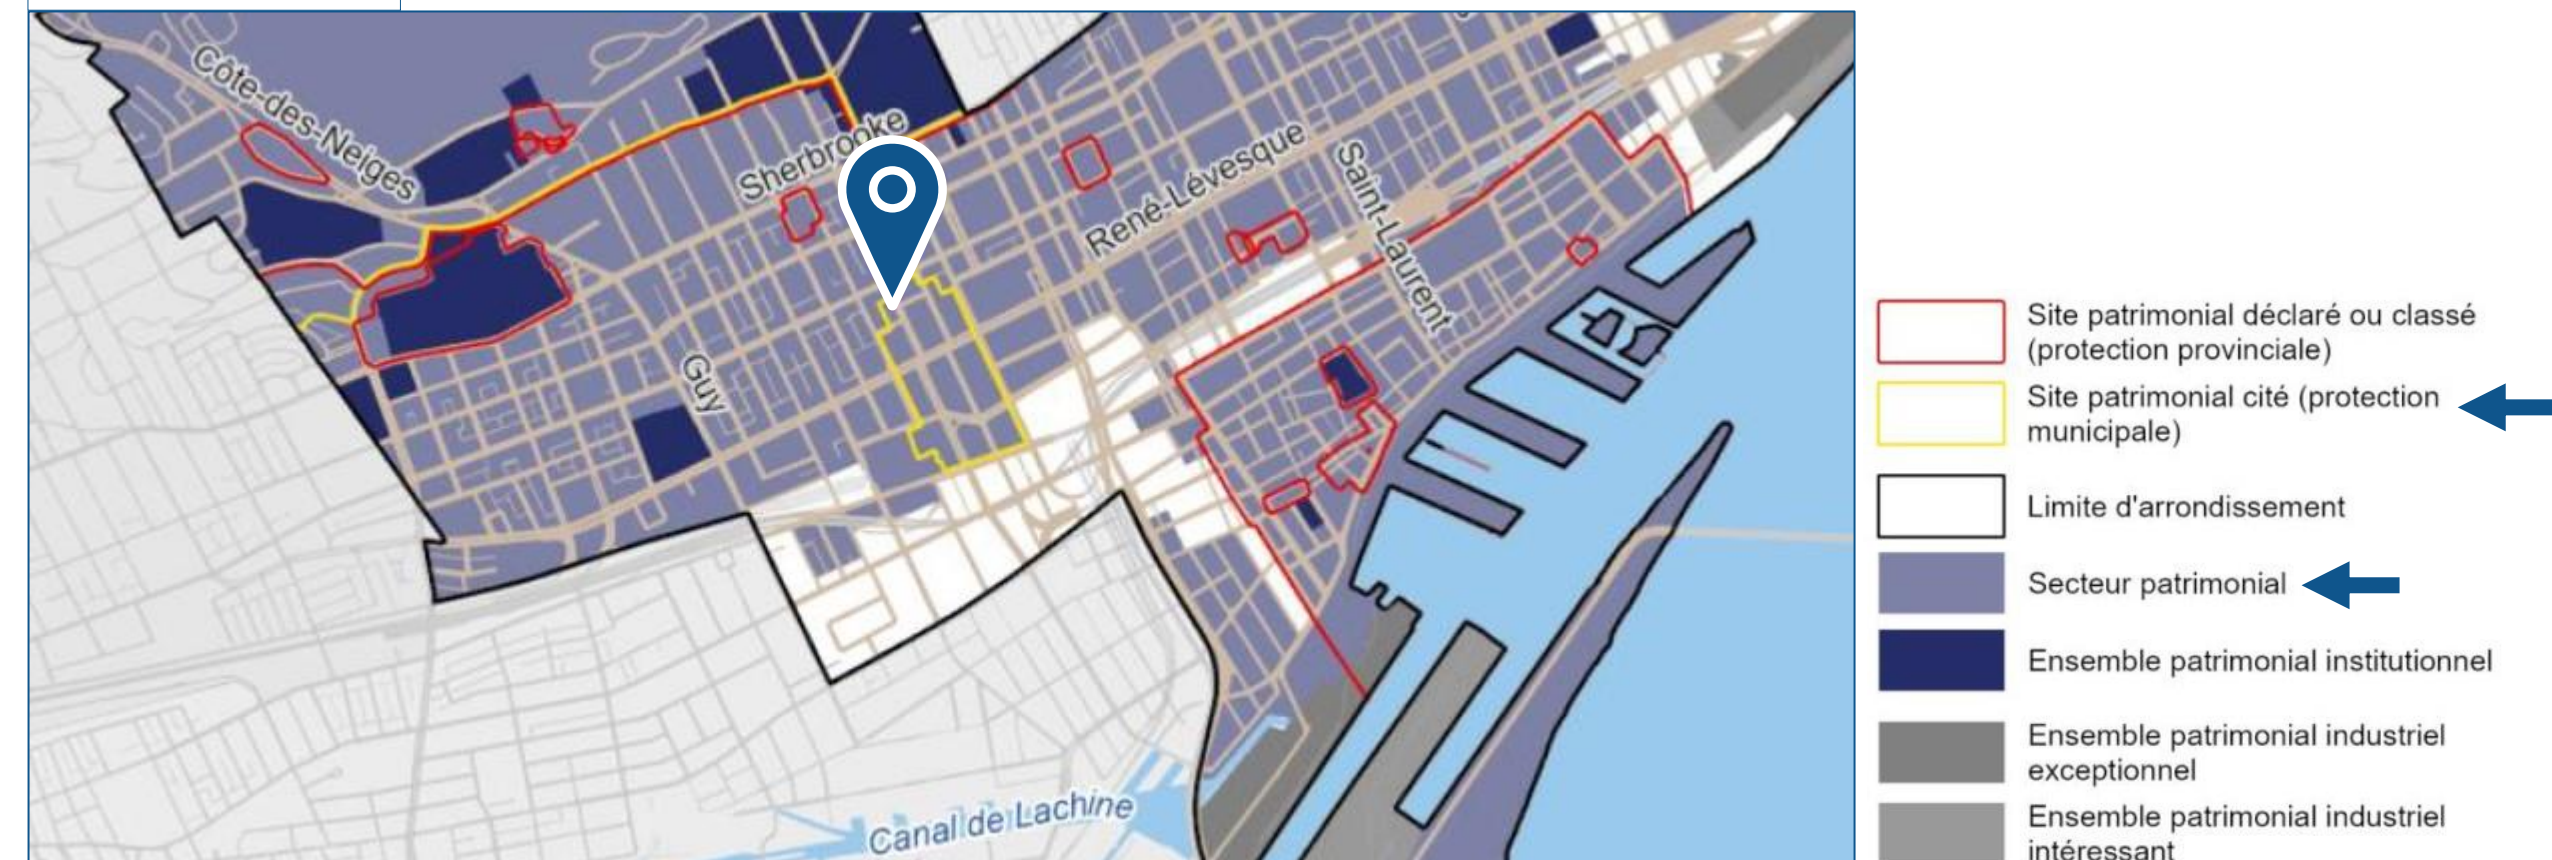 Côte-des-Neiges
Sherbrooke
René-Lévesque
Saint-Laurent
Guy
Canal de Lachine
Site patrimonial déclaré ou classé
(protection provinciale)
Site patrimonial cité (protection
municipale)
Limite d'arrondissement
Secteur patrimonial
Ensemble patrimonial institutionnel
Ensemble patrimonial industriel
exceptionnel
Ensemble patrimonial industriel
intéressant